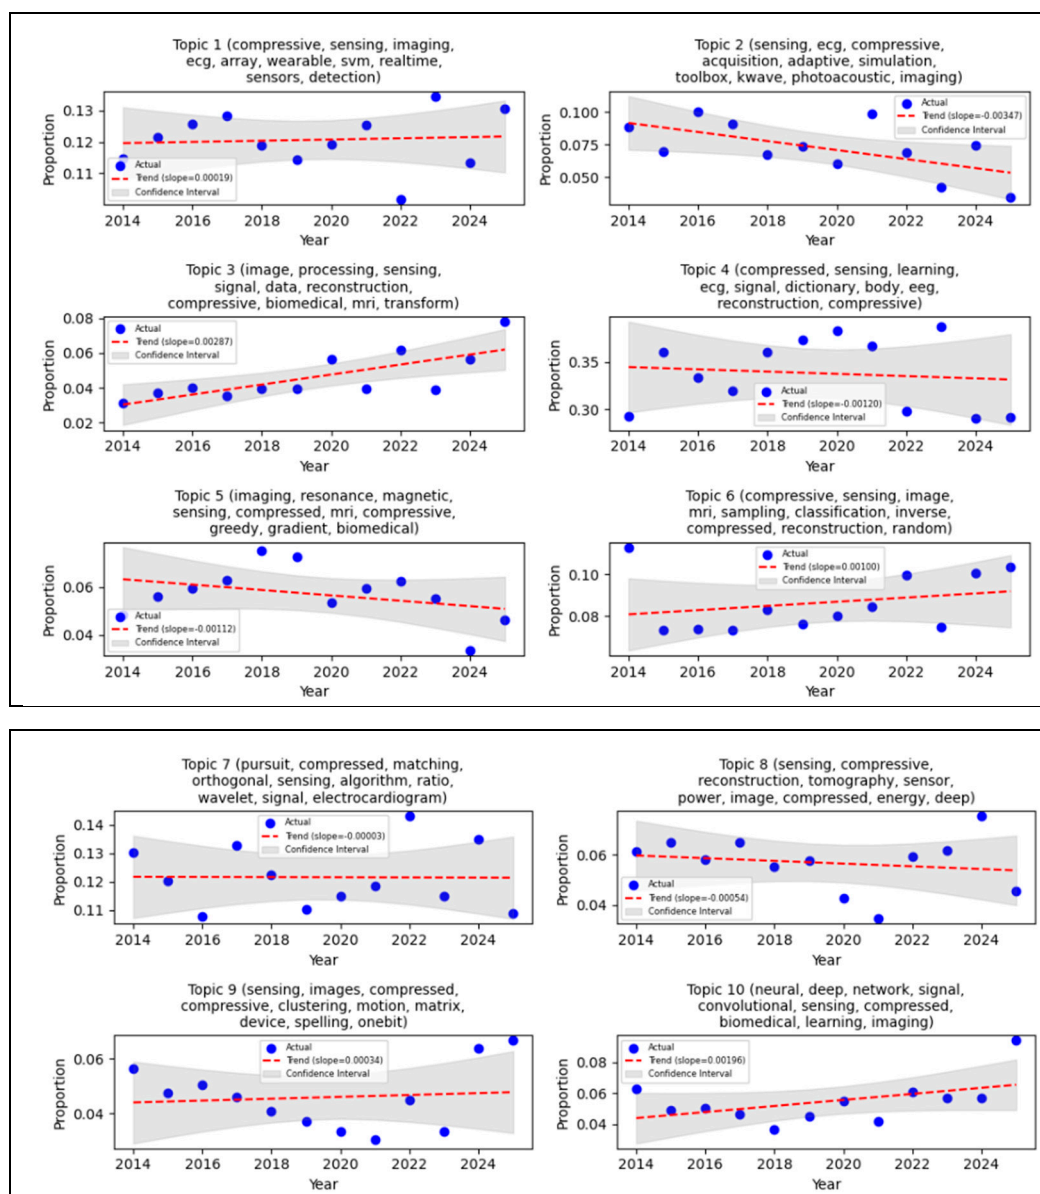 Topic 1 (compressive, sensing, imaging,
ecg, array, wearable, svm, realtime,
sensors, detection)
Proportion
0.13
0.12
0.11
Actual
Trend (slope=0.00019)
Confidence Interval
2014 2016 2018 2020 2022 2024
Year
Topic 2 (sensing, ecg, compressive,
acquisition, adaptive, simulation,
toolbox, kwave, photoacoustic, imaging)
Proportion
0.100
0.075
0.050
Actual
Trend (slope=-0.00347)
Confidence Interval
2014 2016 2018 2020 2022 2024
Year
Topic 3 (image, processing, sensing,
signal, data, reconstruction,
compressive, biomedical, mri, transform)
Proportion
0.08
0.06
0.04
0.02
Actual
Trend (slope=0.00287)
Confidence Interval
2014 2016 2018 2020 2022 2024
Year
Topic 4 (compressed, sensing, learning,
ecg, signal, dictionary, body, eeg,
reconstruction, compressive)
Proportion
0.35
0.30
Actual
Trend (slope=-0.00120)
Confidence Interval
2014 2016 2018 2020 2022 2024
Year
Topic 5 (imaging, resonance, magnetic,
sensing, compressed, mri, compressive,
greedy, gradient, biomedical)
Proportion
0.06
0.04
Actual
Trend (slope=-0.00112)
Confidence Interval
2014 2016 2018 2020 2022 2024
Year
Topic 6 (compressive, sensing, image,
mri, sampling, classification, inverse,
compressed, reconstruction, random)
Proportion
0.10
0.08
Actual
Trend (slope=0.00100)
Confidence Interval
2014 2016 2018 2020 2022 2024
Year
Topic 7 (pursuit, compressed, matching,
orthogonal, sensing, algorithm, ratio,
wavelet, signal, electrocardiogram)
Proportion
0.14
0.13
0.12
0.11
Actual
Trend (slope=-0.00003)
Confidence Interval
2014 2016 2018 2020 2022 2024
Year
Topic 8 (sensing, compressive,
reconstruction, tomography, sensor,
power, image, compressed, energy, deep)
Proportion
0.06
0.04
Actual
Trend (slope=-0.00054)
Confidence Interval
2014 2016 2018 2020 2022 2024
Year
Topic 9 (sensing, images, compressed,
compressive, clustering, motion, matrix,
device, spelling, onebit)
Proportion
0.06
0.04
Actual
Trend (slope=0.00034)
Confidence Interval
2014 2016 2018 2020 2022 2024
Year
Topic 10 (neural, deep, network, signal,
convolutional, sensing, compressed,
biomedical, learning, imaging)
Proportion
0.08
0.06
0.04
Actual
Trend (slope=0.00196)
Confidence Interval
2014 2016 2018 2020 2022 2024
Year